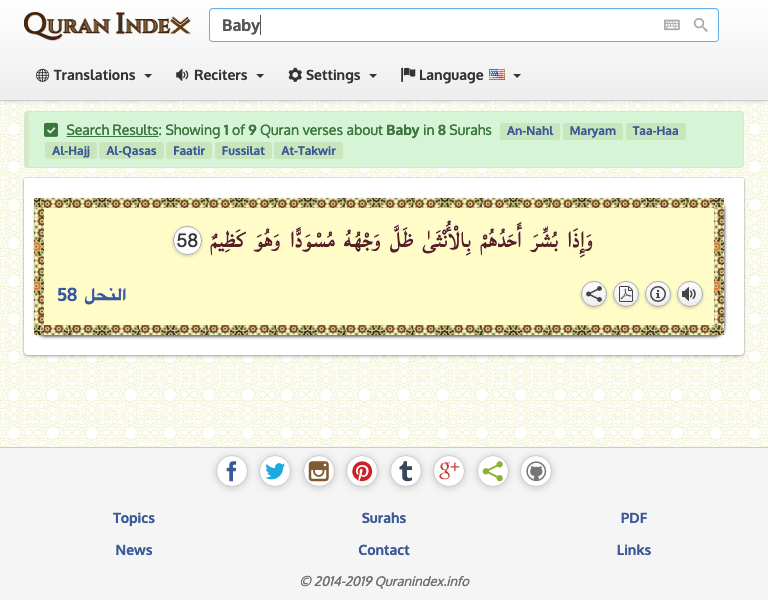 QURAN INDEX
Baby
Translations Reciters Settings Language
Search Results: Showing 1 of 9 Quran verses about Baby in 8 Surahs An-Nahl Maryam Taa-Haa
Al-Hajj Al-Qasas Faatir Fussilat At-Takwir
وَإِذَا بُشِّرَ أَحَدُهُمْ بِالْأُنْثَىٰ ظَلَّ وَجْهُهُ مُسْوَدًّا وَهُوَ كَظِيمٌ 58
النحل 58
Topics Surahs PDF
News Contact Links
© 2014-2019 Quranindex.info